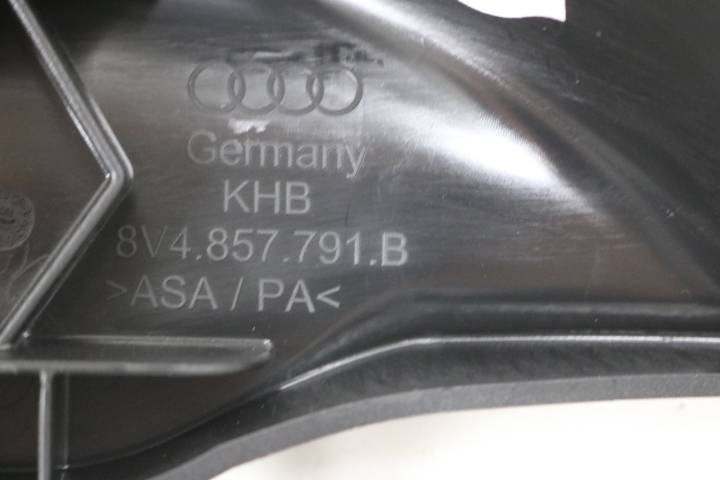 Germany
KHB
8V4.857.791.B
>ASA / PA<